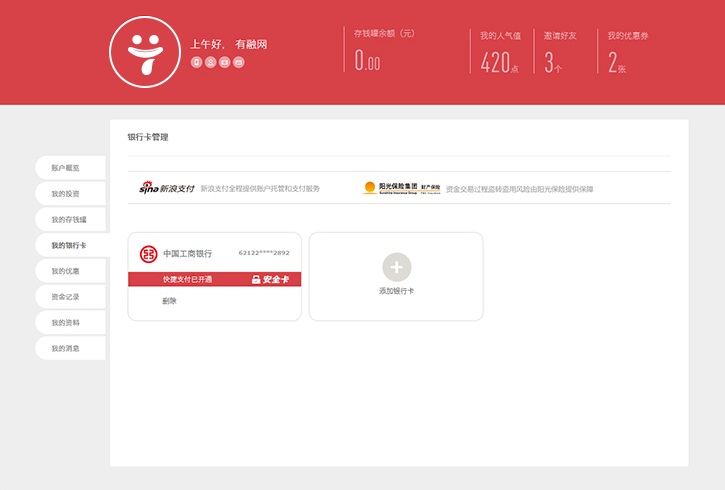 上午好， 有融网
存钱罐余额（元）
0.00
我的人气值
420点
邀请好友
3个
我的优惠券
2张
银行卡管理
账户概览
我的投资
我的存钱罐
我的银行卡
我的优惠
资金记录
我的资料
我的消息
sina 新浪支付 新浪支付全程提供账户托管和支付服务
阳光保险集团 财产保险 资金交易过程盗转盗用风险由阳光保险提供保障
Sunshine Insurance Group
中国工商银行 62122****2892
快捷支付已开通 安全卡
删除
添加银行卡